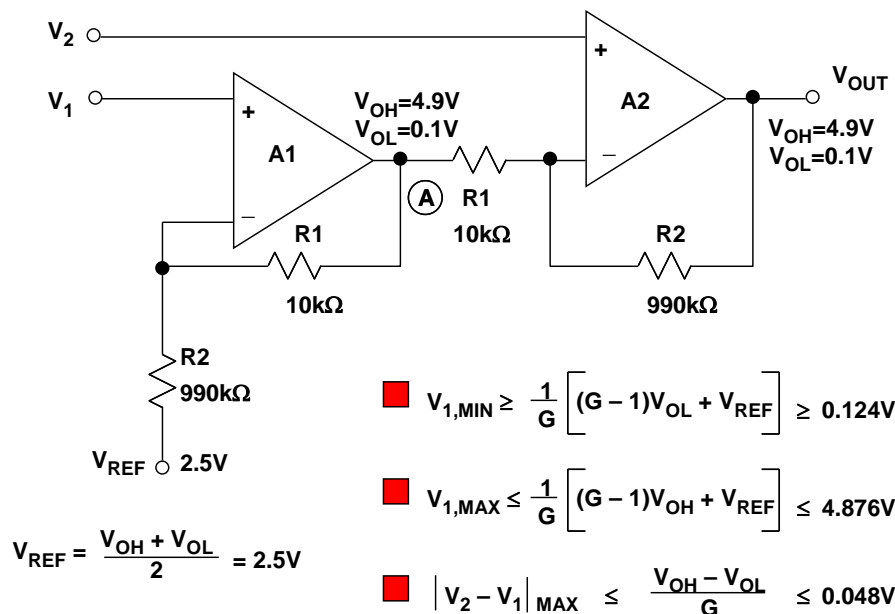 V2
V1
+
A1
–
VOH=4.9V
VOL=0.1V
A
R1
10kΩ
+
A2
–
VOUT
VOH=4.9V
VOL=0.1V
R1
10kΩ
R2
990kΩ
R2
990kΩ
VREF 2.5V
VREF = (VOH + VOL) / 2 = 2.5V
V1,MIN ≥ 1/G [(G – 1)VOL + VREF] ≥ 0.124V
V1,MAX ≤ 1/G [(G – 1)VOH + VREF] ≤ 4.876V
|V2 – V1| MAX ≤ (VOH – VOL) / G ≤ 0.048V